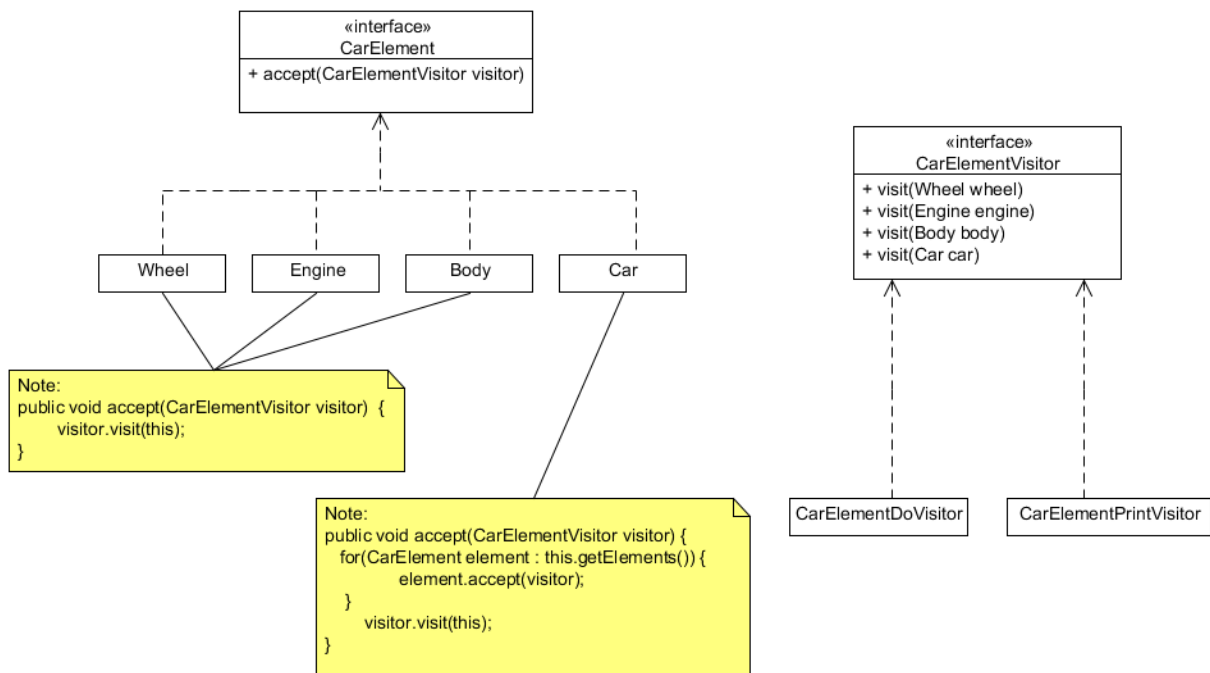 «interface»
CarElement
+ accept(CarElementVisitor visitor)
«interface»
CarElementVisitor
+ visit(Wheel wheel)
+ visit(Engine engine)
+ visit(Body body)
+ visit(Car car)
Wheel
Engine
Body
Car
Note:
public void accept(CarElementVisitor visitor) {
visitor.visit(this);
}
CarElementDoVisitor
CarElementPrintVisitor
Note:
public void accept(CarElementVisitor visitor) {
for(CarElement element : this.getElements()) {
element.accept(visitor);
}
visitor.visit(this);
}